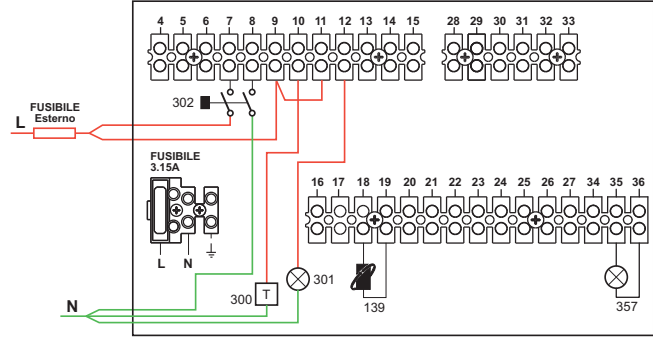 4 5 6 7 8 9 10 11 12 13 14 15 28 29 30 31 32 33
302
FUSIBILE
Esterno
L
FUSIBILE
3.15A
16 17 18 19 20 21 22 23 24 25 26 27 34 35 36
L N
300 T
301
139
357
N